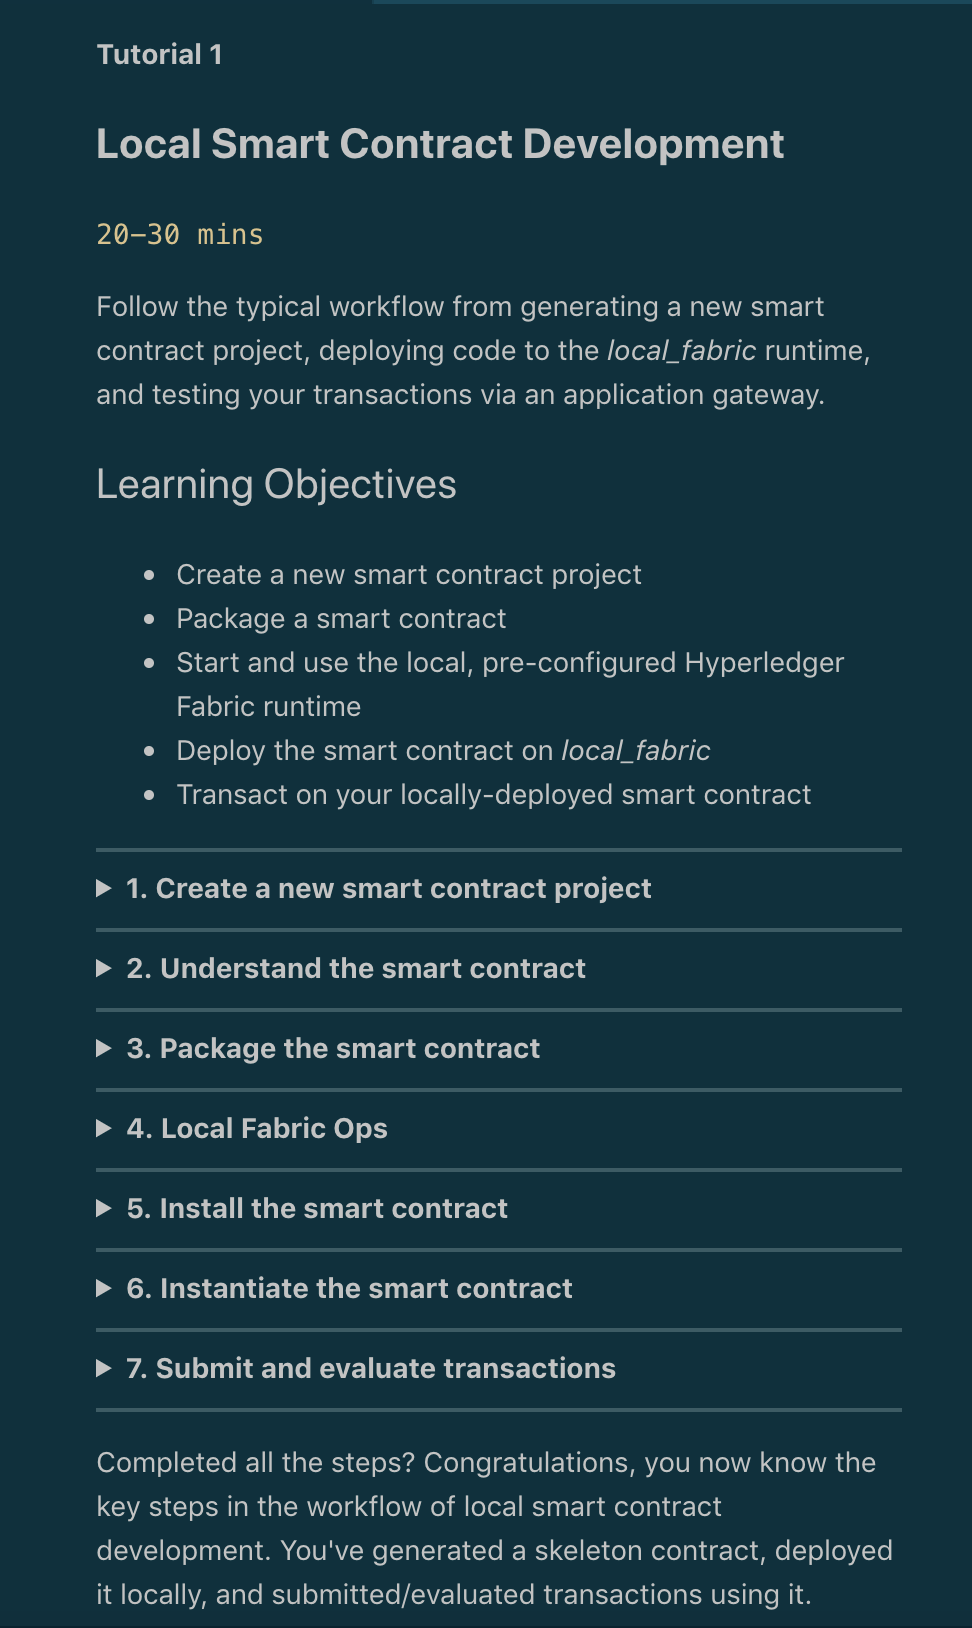 Tutorial 1
Local Smart Contract Development
20–30 mins
Follow the typical workflow from generating a new smart
contract project, deploying code to the local_fabric runtime,
and testing your transactions via an application gateway.
Learning Objectives
• Create a new smart contract project
• Package a smart contract
• Start and use the local, pre-configured Hyperledger
Fabric runtime
• Deploy the smart contract on local_fabric
• Transact on your locally-deployed smart contract
▶ 1. Create a new smart contract project
▶ 2. Understand the smart contract
▶ 3. Package the smart contract
▶ 4. Local Fabric Ops
▶ 5. Install the smart contract
▶ 6. Instantiate the smart contract
▶ 7. Submit and evaluate transactions
Completed all the steps? Congratulations, you now know the
key steps in the workflow of local smart contract
development. You've generated a skeleton contract, deployed
it locally, and submitted/evaluated transactions using it.